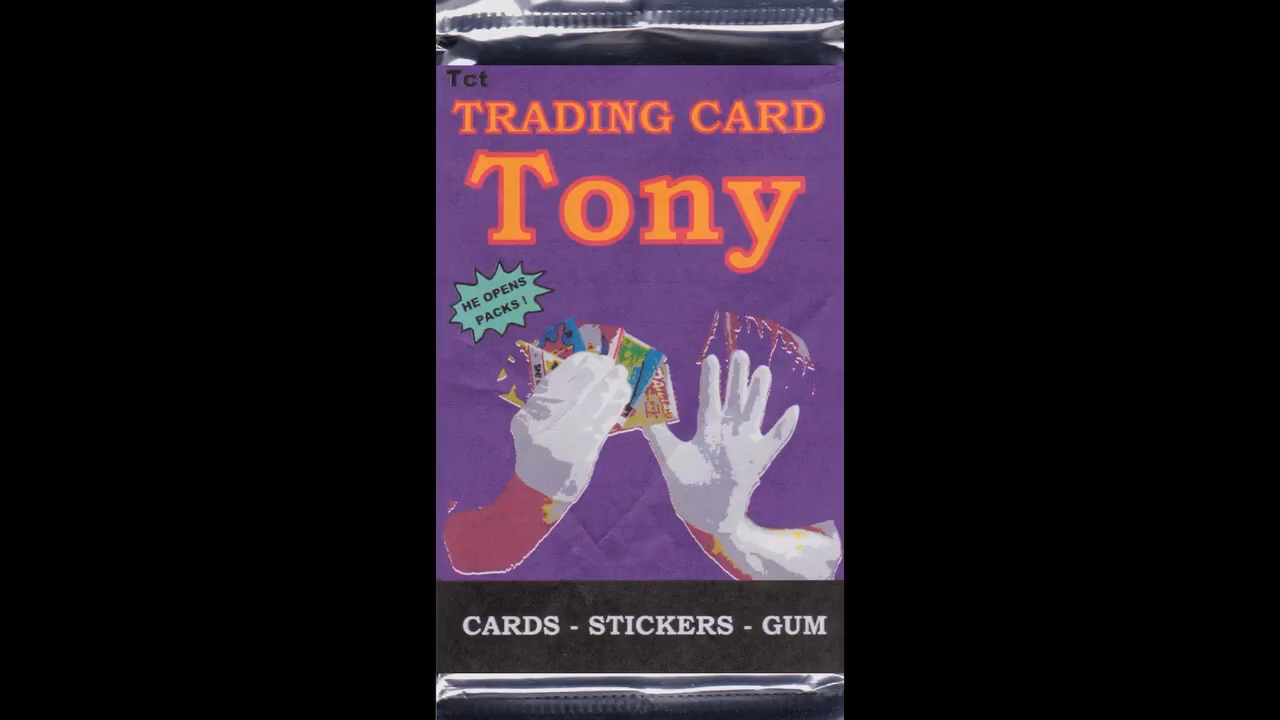 Tct
TRADING CARD
Tony
HE OPENS
PACKS !
CARDS - STICKERS - GUM